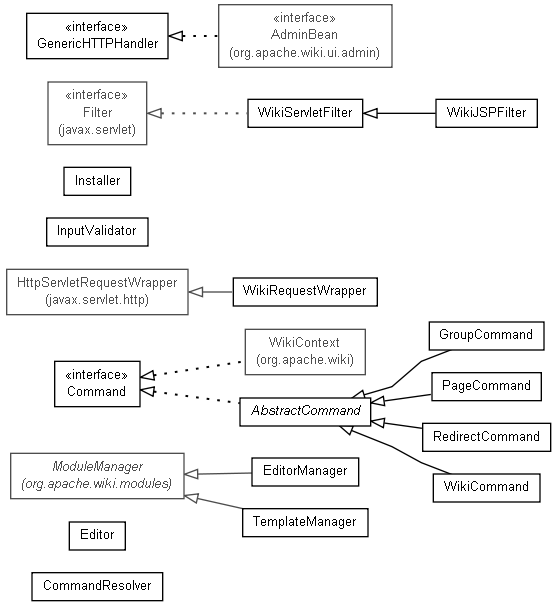 «interface»
GenericHTTPHandler
«interface»
AdminBean
(org.apache.wiki.ui.admin)
«interface»
Filter
(javax.servlet)
WikiServletFilter
WikiJSPFilter
Installer
InputValidator
HttpServletRequestWrapper
(javax.servlet.http)
WikiRequestWrapper
«interface»
Command
WikiContext
(org.apache.wiki)
AbstractCommand
GroupCommand
PageCommand
RedirectCommand
WikiCommand
ModuleManager
(org.apache.wiki.modules)
EditorManager
TemplateManager
Editor
CommandResolver